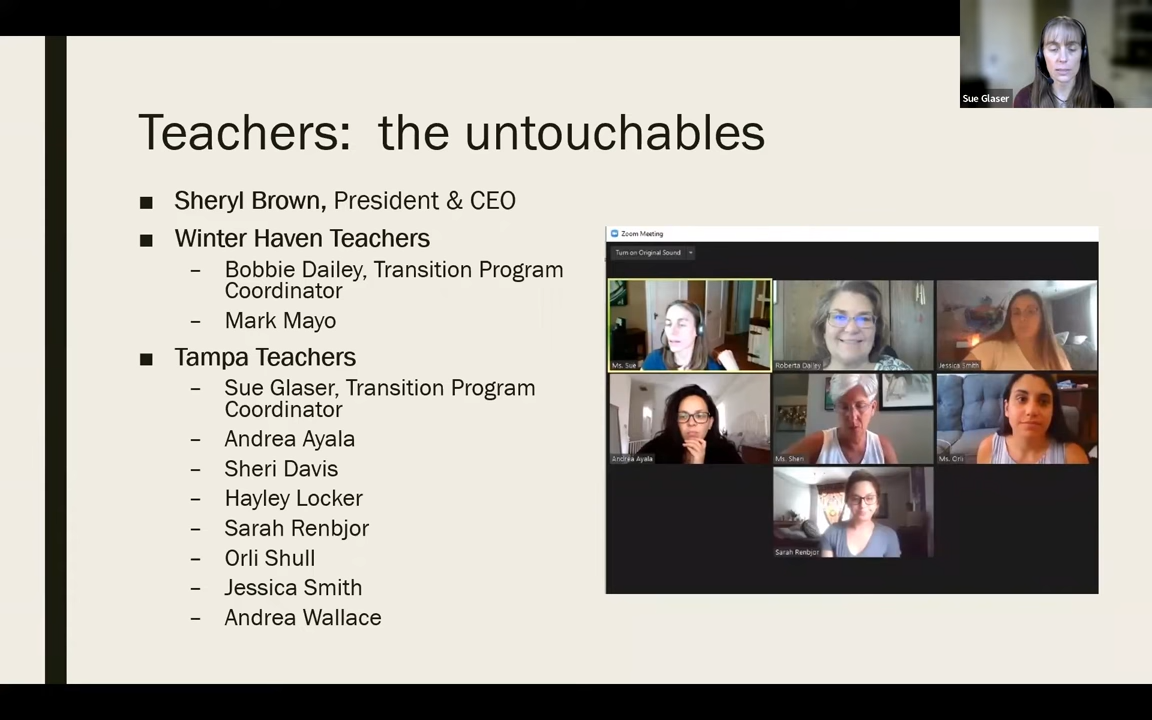 Sue Glaser
Teachers: the untouchables
■ Sheryl Brown, President & CEO
■ Winter Haven Teachers
– Bobbie Dailey, Transition Program
Coordinator
– Mark Mayo
■ Tampa Teachers
– Sue Glaser, Transition Program
Coordinator
– Andrea Ayala
– Sheri Davis
– Hayley Locker
– Sarah Renbjor
– Orli Shull
– Jessica Smith
– Andrea Wallace
Zoom Meeting
Turn on Original Sound
Ms. Sue
Roberta Dailey
Jessica Smith
Andrea Ayala
Ms. Sheri
Ms. Orli
Sarah Renbjor